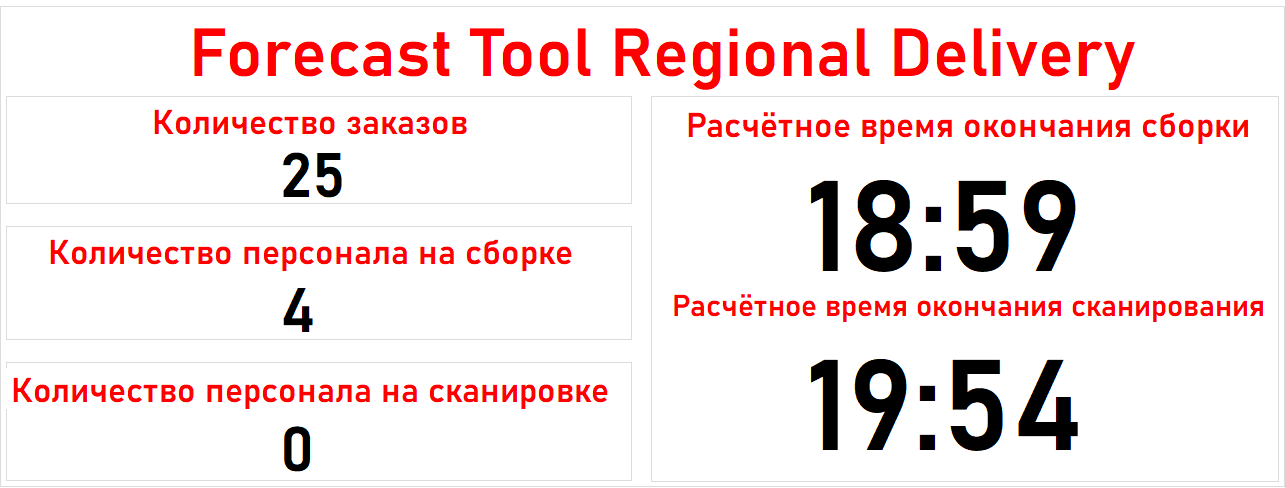 Forecast Tool Regional Delivery
Количество заказов
25
Количество персонала на сборке
4
Количество персонала на сканировке
0
Расчётное время окончания сборки
18:59
Расчётное время окончания сканирования
19:54